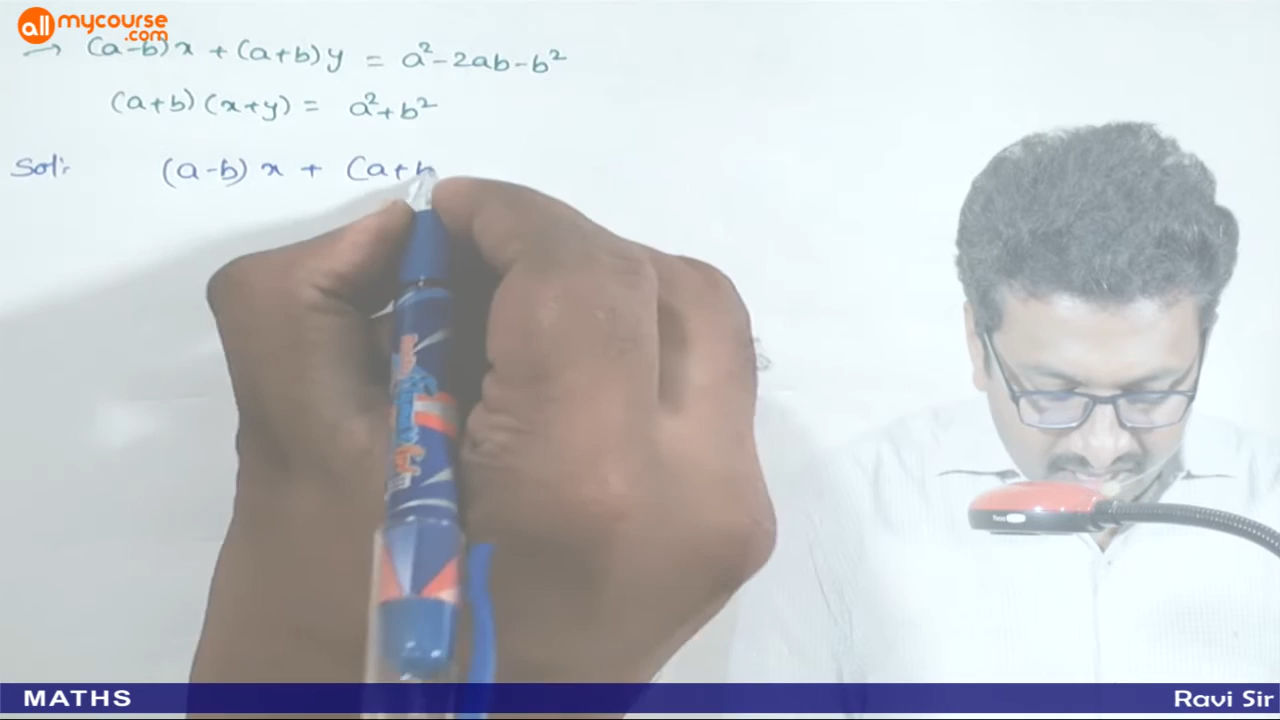 allmycourse.com
→ (a-b)x + (a+b)y = a²-2ab-b²
(a+b)(x+y) = a²+b²
Sol: (a-b)x + (a+b
MATHS
Ravi Sir